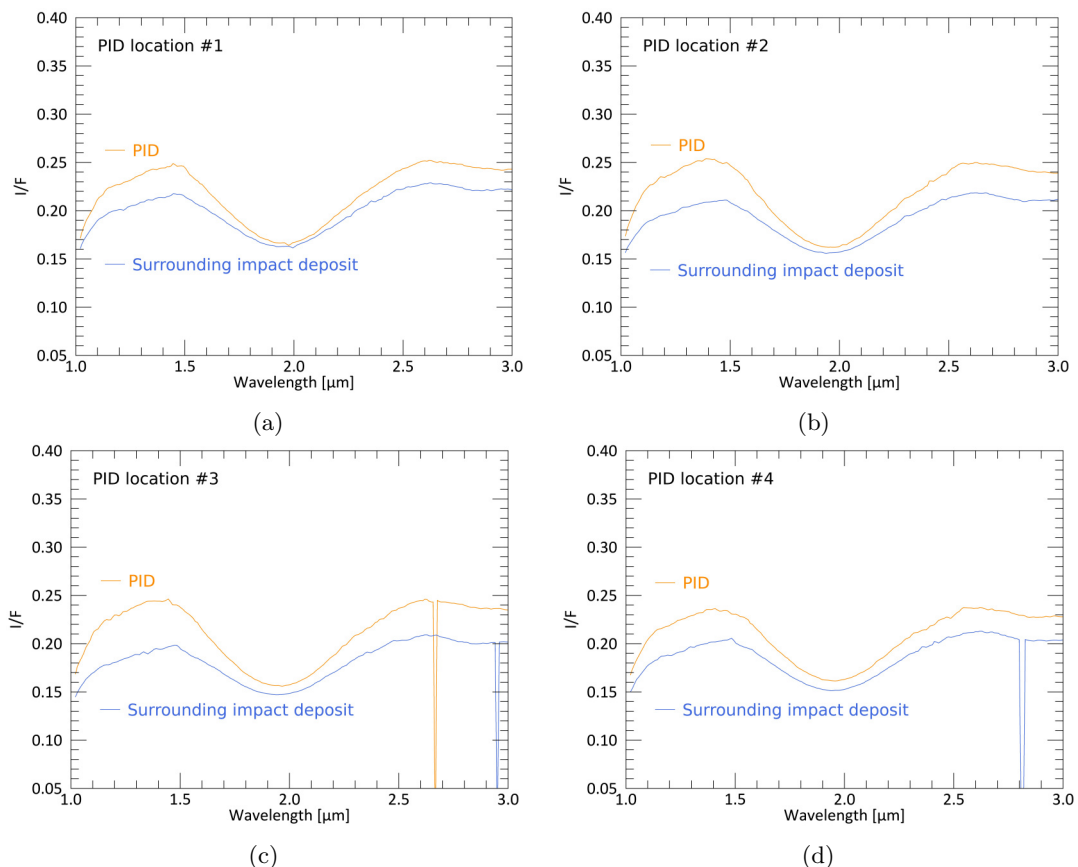 PID location #1
I/F
0.40
0.35
0.30
0.25
0.20
0.15
0.10
0.05
PID
Surrounding impact deposit
1.0 1.5 2.0 2.5 3.0
Wavelength [μm]
(a)
PID location #2
I/F
0.40
0.35
0.30
0.25
0.20
0.15
0.10
0.05
PID
Surrounding impact deposit
1.0 1.5 2.0 2.5 3.0
Wavelength [μm]
(b)
PID location #3
I/F
0.40
0.35
0.30
0.25
0.20
0.15
0.10
0.05
PID
Surrounding impact deposit
1.0 1.5 2.0 2.5 3.0
Wavelength [μm]
(c)
PID location #4
I/F
0.40
0.35
0.30
0.25
0.20
0.15
0.10
0.05
PID
Surrounding impact deposit
1.0 1.5 2.0 2.5 3.0
Wavelength [μm]
(d)